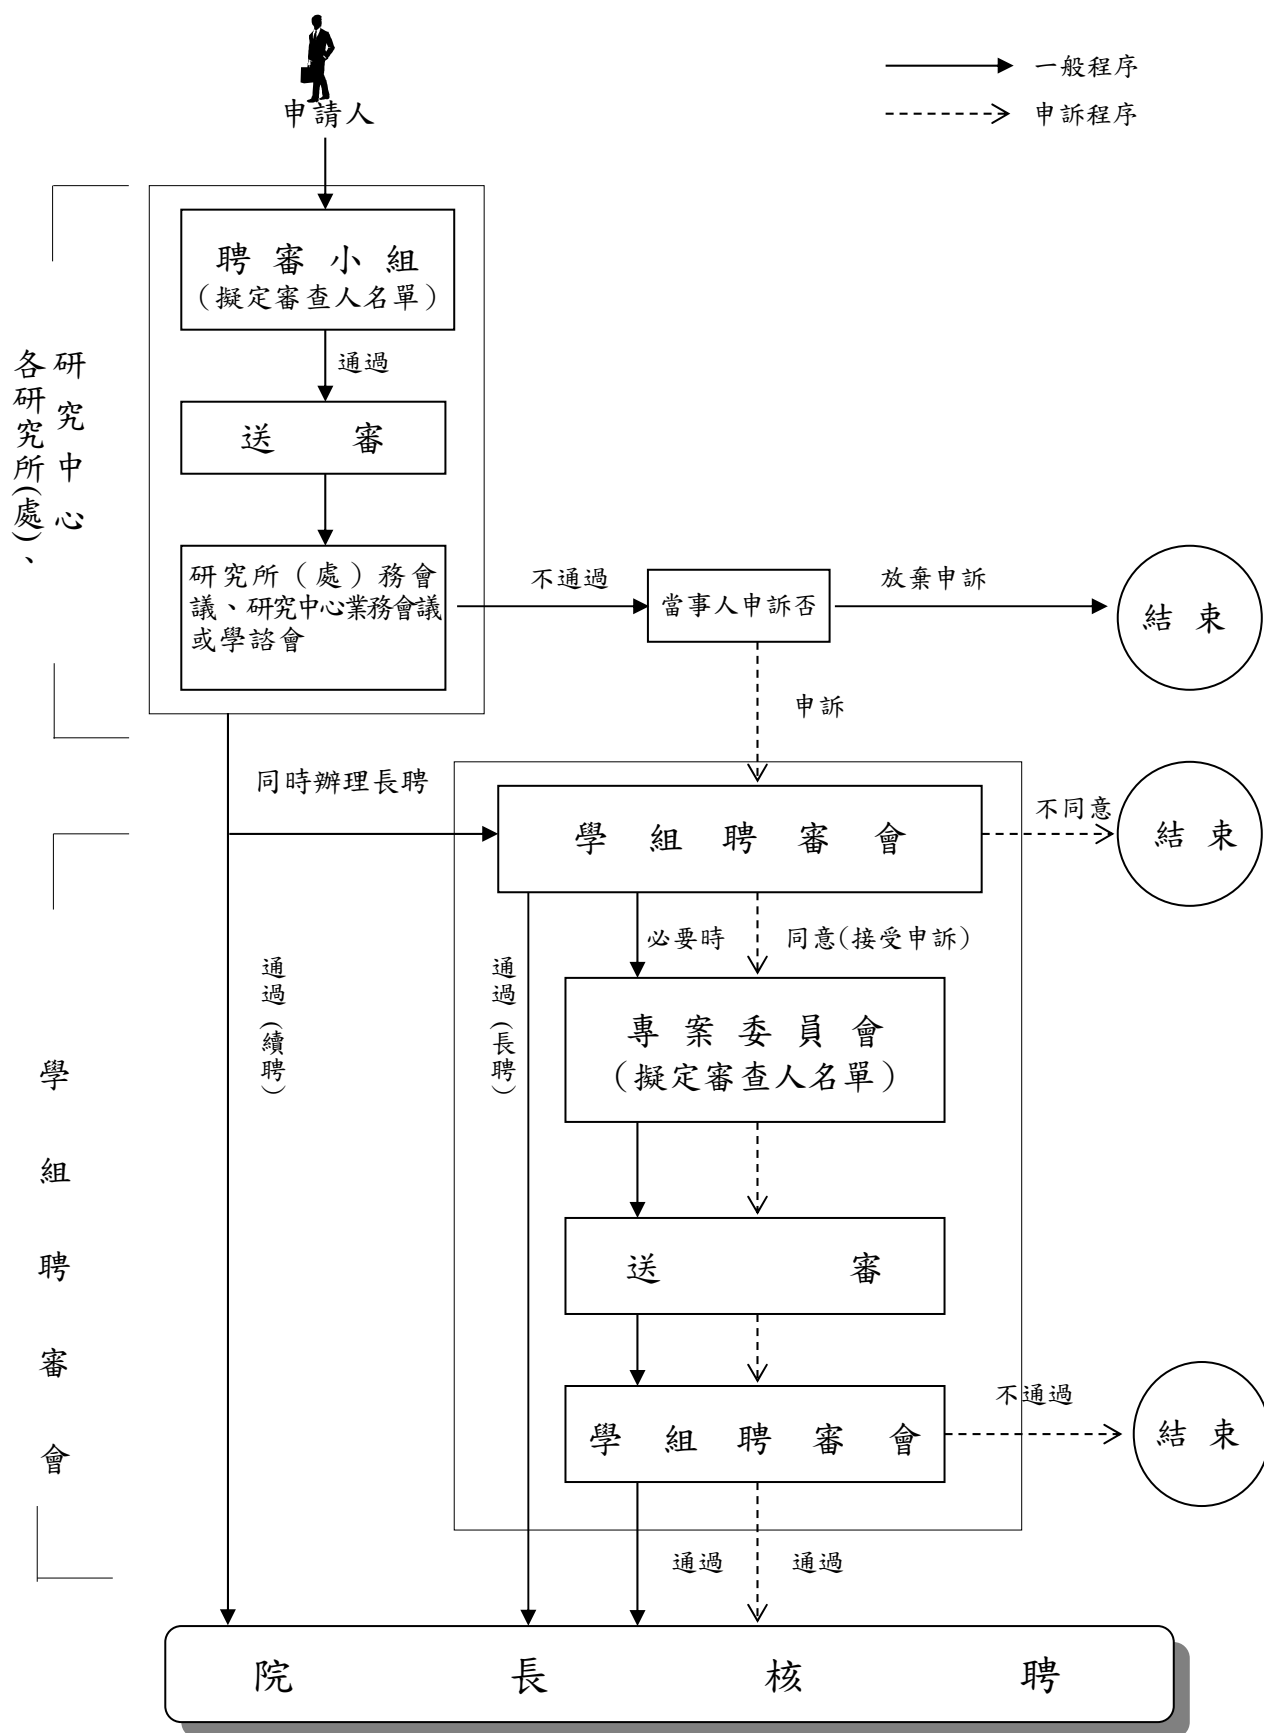 申請人
一般程序
申訴程序
聘審小組
（擬定審查人名單）
通過
各研究所(處)、
研究中心
送審
研究所（處）務會
議、研究中心業務會議
或學諮會
不通過
當事人申訴否
放棄申訴
結束
申訴
同時辦理長聘
學組聘審會
不同意
結束
必要時
同意(接受申訴)
通過(續聘)
通過(長聘)
專案委員會
（擬定審查人名單）
學組聘審會
送審
學組聘審會
不通過
結束
通過
通過
院長核聘